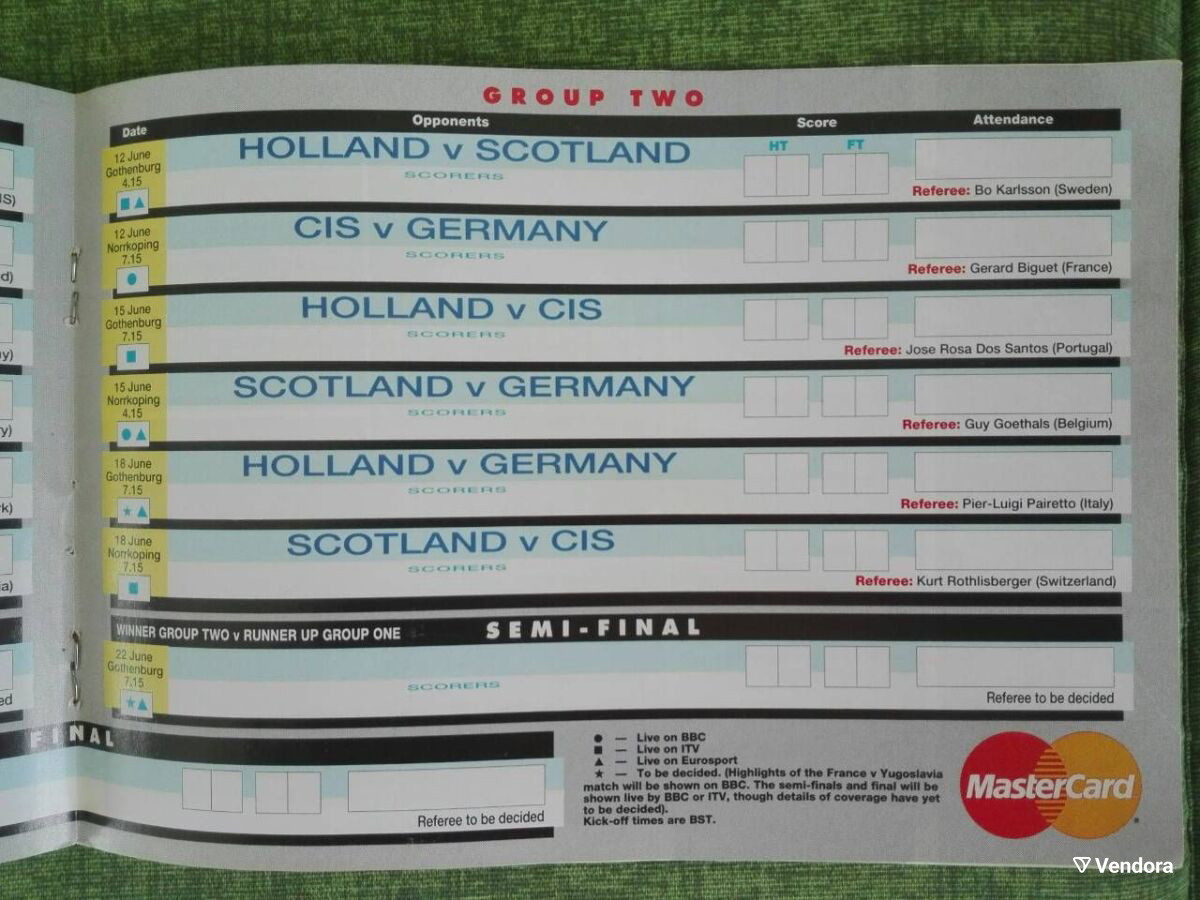 GROUP TWO
Date Opponents Score Attendance
12 June
Gothenburg
4.15
HOLLAND v SCOTLAND
SCORERS
HT FT
Referee: Bo Karlsson (Sweden)
12 June
Norrkoping
7.15
CIS v GERMANY
SCORERS
Referee: Gerard Biguet (France)
15 June
Gothenburg
7.15
HOLLAND v CIS
SCORERS
Referee: Jose Rosa Dos Santos (Portugal)
15 June
Norrkoping
4.15
SCOTLAND v GERMANY
SCORERS
Referee: Guy Goethals (Belgium)
18 June
Gothenburg
7.15
HOLLAND v GERMANY
SCORERS
Referee: Pier-Luigi Pairetto (Italy)
18 June
Norrkoping
7.15
SCOTLAND v CIS
SCORERS
Referee: Kurt Rothlisberger (Switzerland)
WINNER GROUP TWO v RUNNER UP GROUP ONE SEMI-FINAL
22 June
Gothenburg
7.15
SCORERS
Referee to be decided
FINAL
Referee to be decided
● — Live on BBC
■ — Live on ITV
▲ — Live on Eurosport
★ — To be decided. (Highlights of the France v Yugoslavia
match will be shown on BBC. The semi-finals and final will be
shown live by BBC or ITV, though details of coverage have yet
to be decided).
Kick-off times are BST.
MasterCard
Vendora